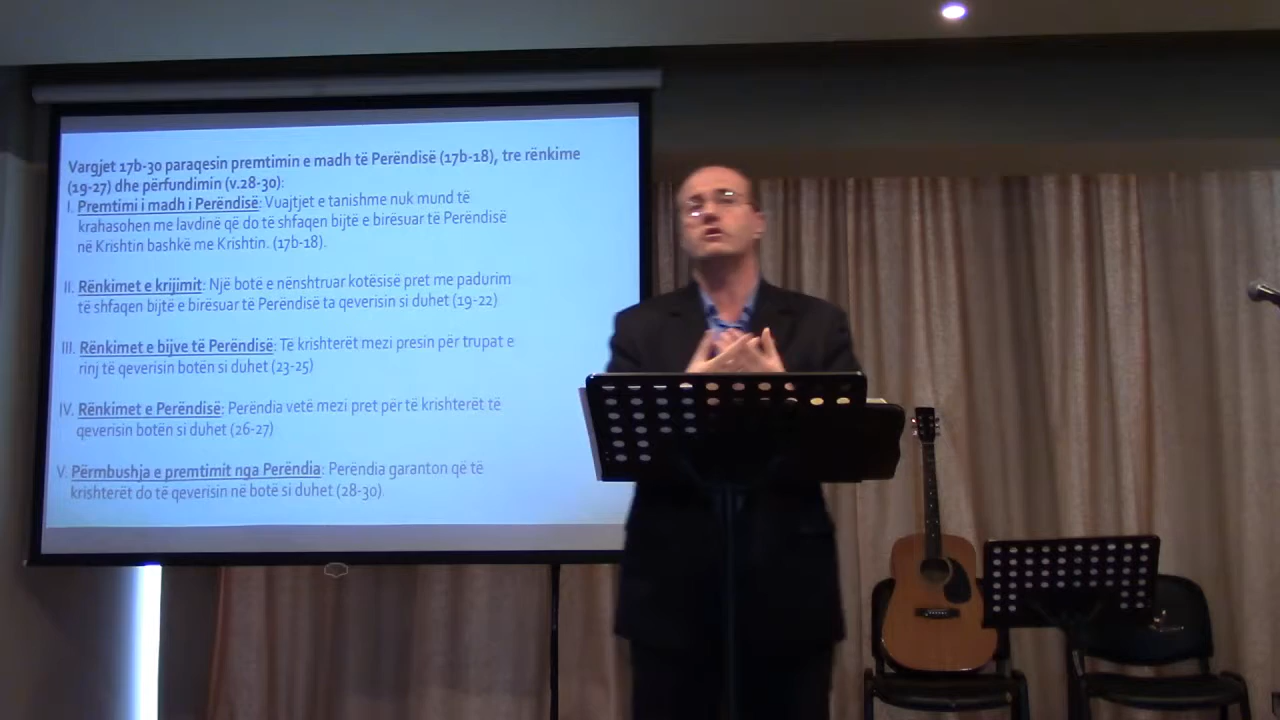 Vargjet 17b-30 paraqesin premtimin e madh të Perëndisë (17b-18), tre rënkime
(19-27) dhe përfundimin (v.28-30):
I. Premtimi i madh i Perëndisë: Vuajtjet e tanishme nuk mund të
krahasohen me lavdinë që do të shfaqen bijtë e birësuar të Perëndisë
në Krishtin bashkë me Krishtin. (17b-18).
II. Rënkimet e krijimit: Një botë e nënshtruar kotësisë pret me padurim
të shfaqen bijtë e birësuar të Perëndisë ta qeverisin si duhet (19-22)
III. Rënkimet e bijve të Perëndisë: Të krishterët mezi presin për trupat e
rinj të qeverisin botën si duhet (23-25)
IV. Rënkimet e Perëndisë: Perëndia vetë mezi pret për të krishterët të
qeverisin botën si duhet (26-27)
V. Përmbushja e premtimit nga Perëndia: Perëndia garanton që të
krishterët do të qeverisin në botë si duhet (28-30).